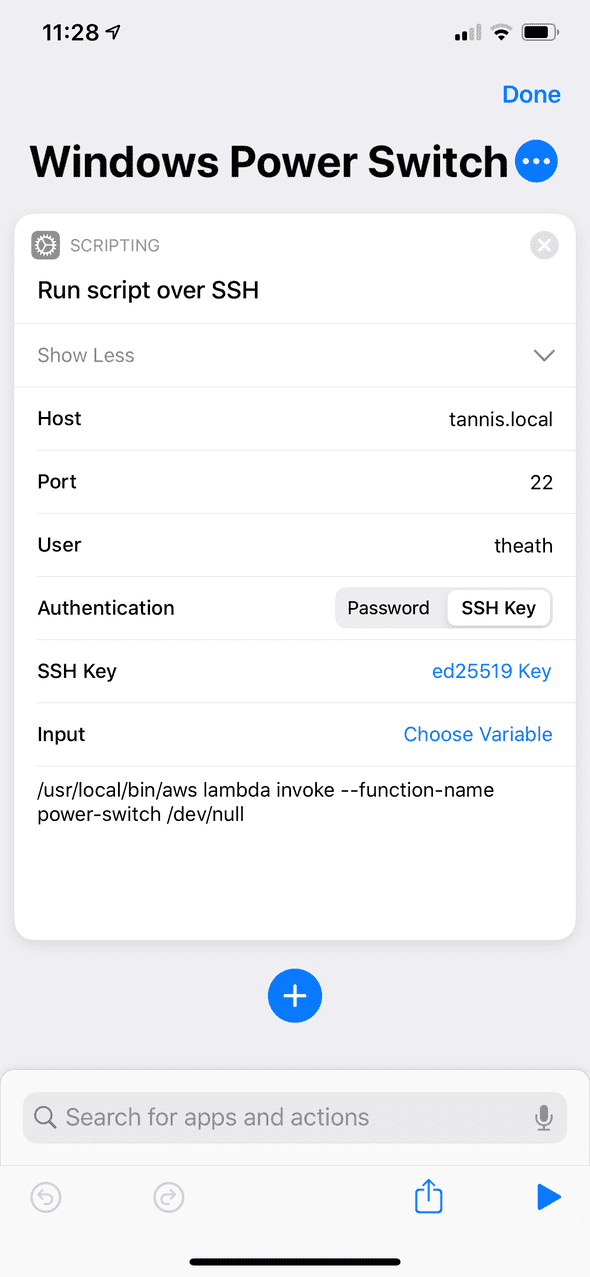 11:28
Done
Windows Power Switch
SCRIPTING
Run script over SSH
Show Less
Host tannis.local
Port 22
User theath
Authentication Password SSH Key
SSH Key ed25519 Key
Input Choose Variable
/usr/local/bin/aws lambda invoke --function-name
power-switch /dev/null
Search for apps and actions